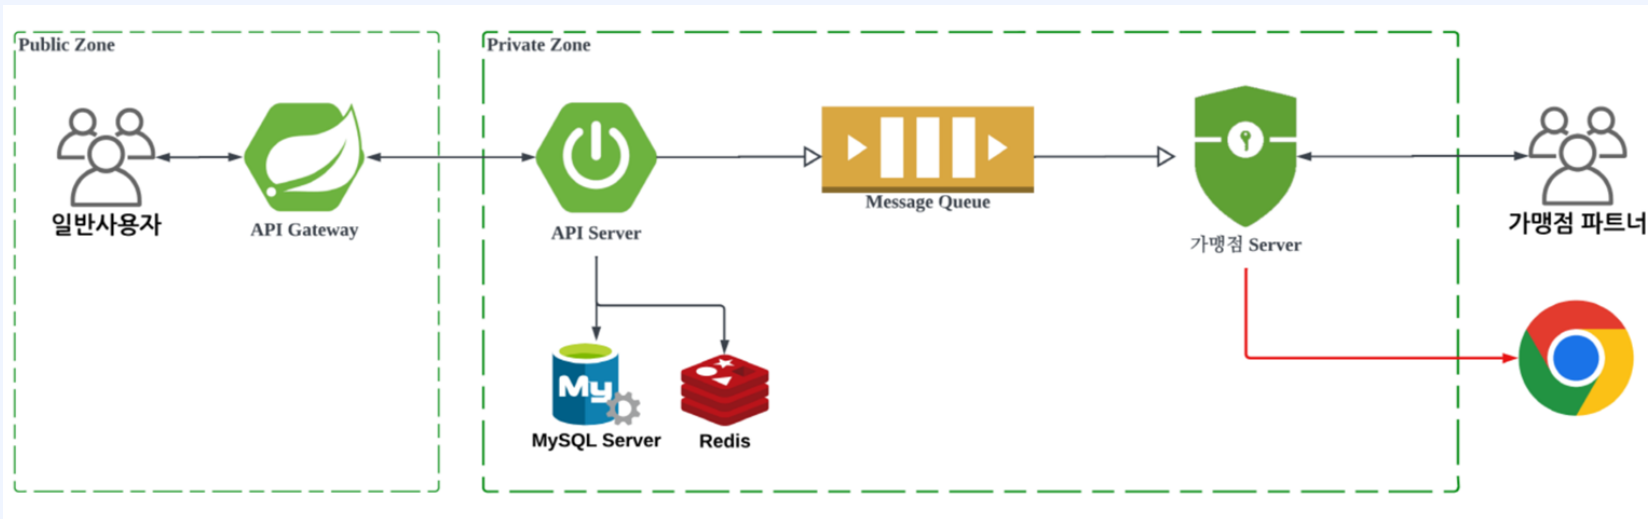 Public Zone
Private Zone
일반사용자
API Gateway
API Server
Message Queue
가맹점 Server
가맹점 파트너
My
MySQL Server
Redis